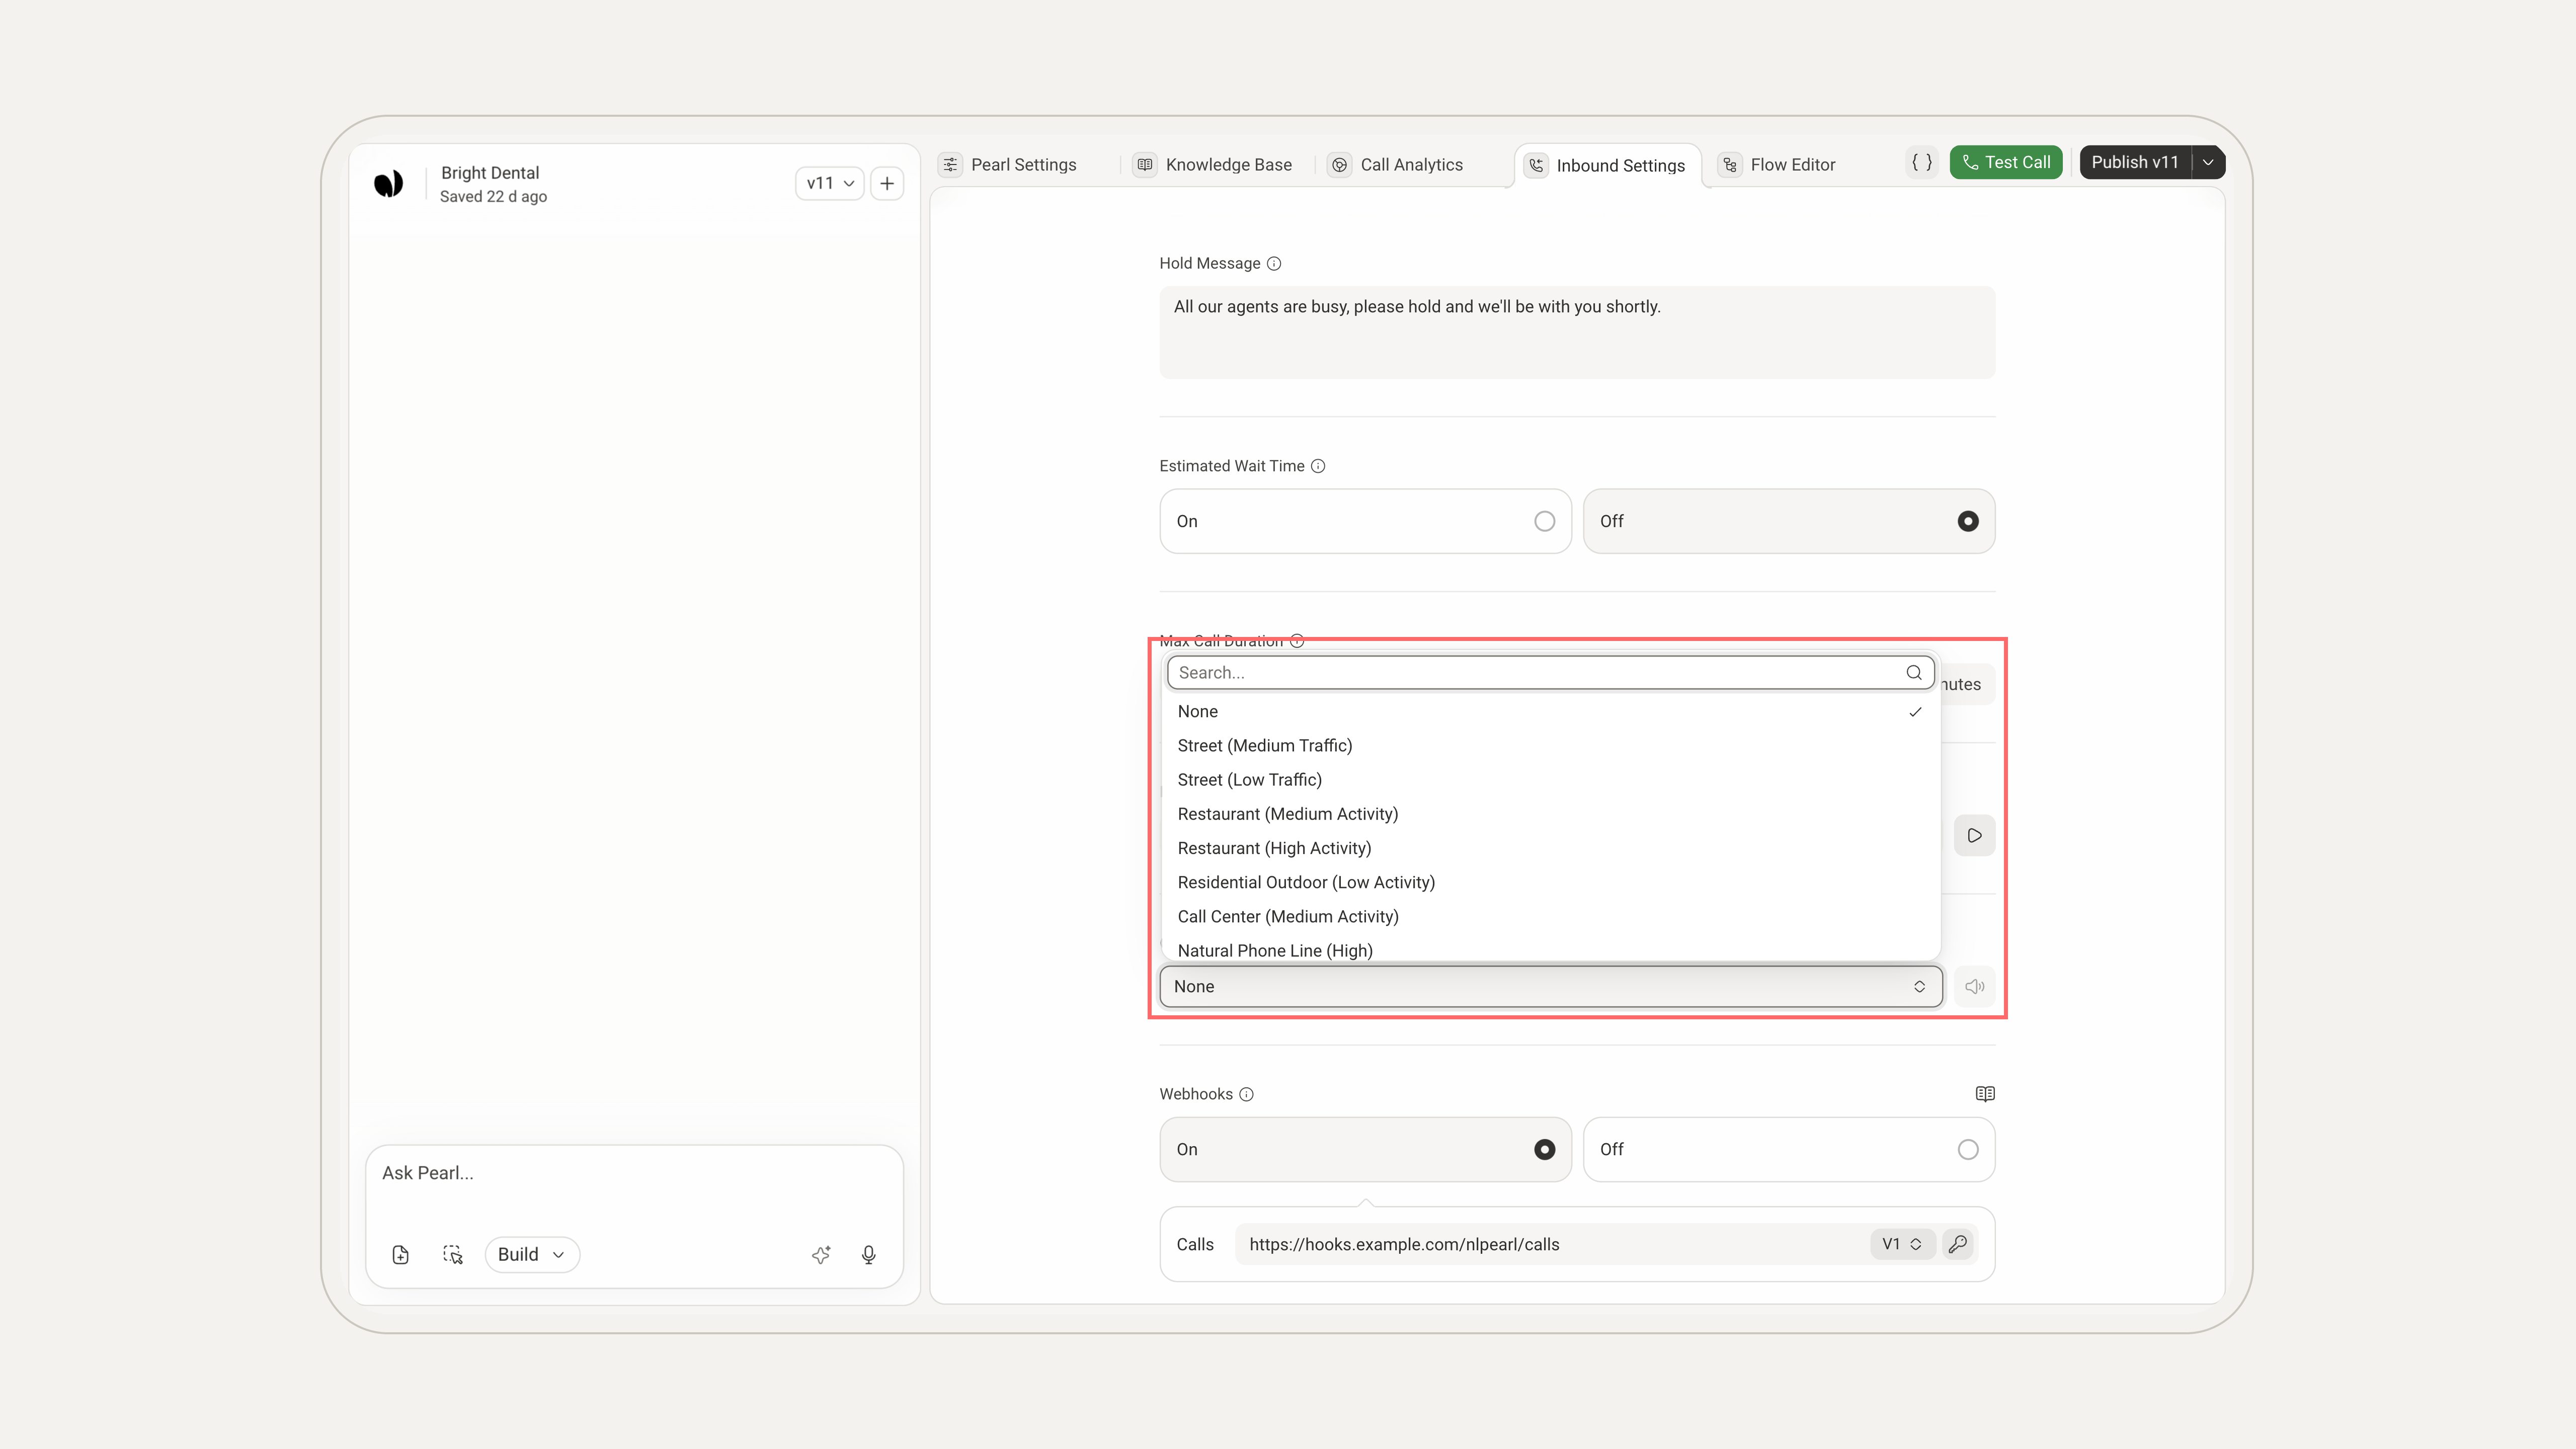 Bright Dental
Saved 22 d ago
v11
Pearl Settings
Knowledge Base
Call Analytics
Inbound Settings
Flow Editor
{ }
Test Call
Publish v11
Hold Message
All our agents are busy, please hold and we'll be with you shortly.
Estimated Wait Time
On
Off
Max Call Duration
Search...
nutes
None
Street (Medium Traffic)
Street (Low Traffic)
Restaurant (Medium Activity)
Restaurant (High Activity)
Residential Outdoor (Low Activity)
Call Center (Medium Activity)
Natural Phone Line (High)
None
Webhooks
On
Off
Calls
https://hooks.example.com/nlpearl/calls
V1
Ask Pearl...
Build